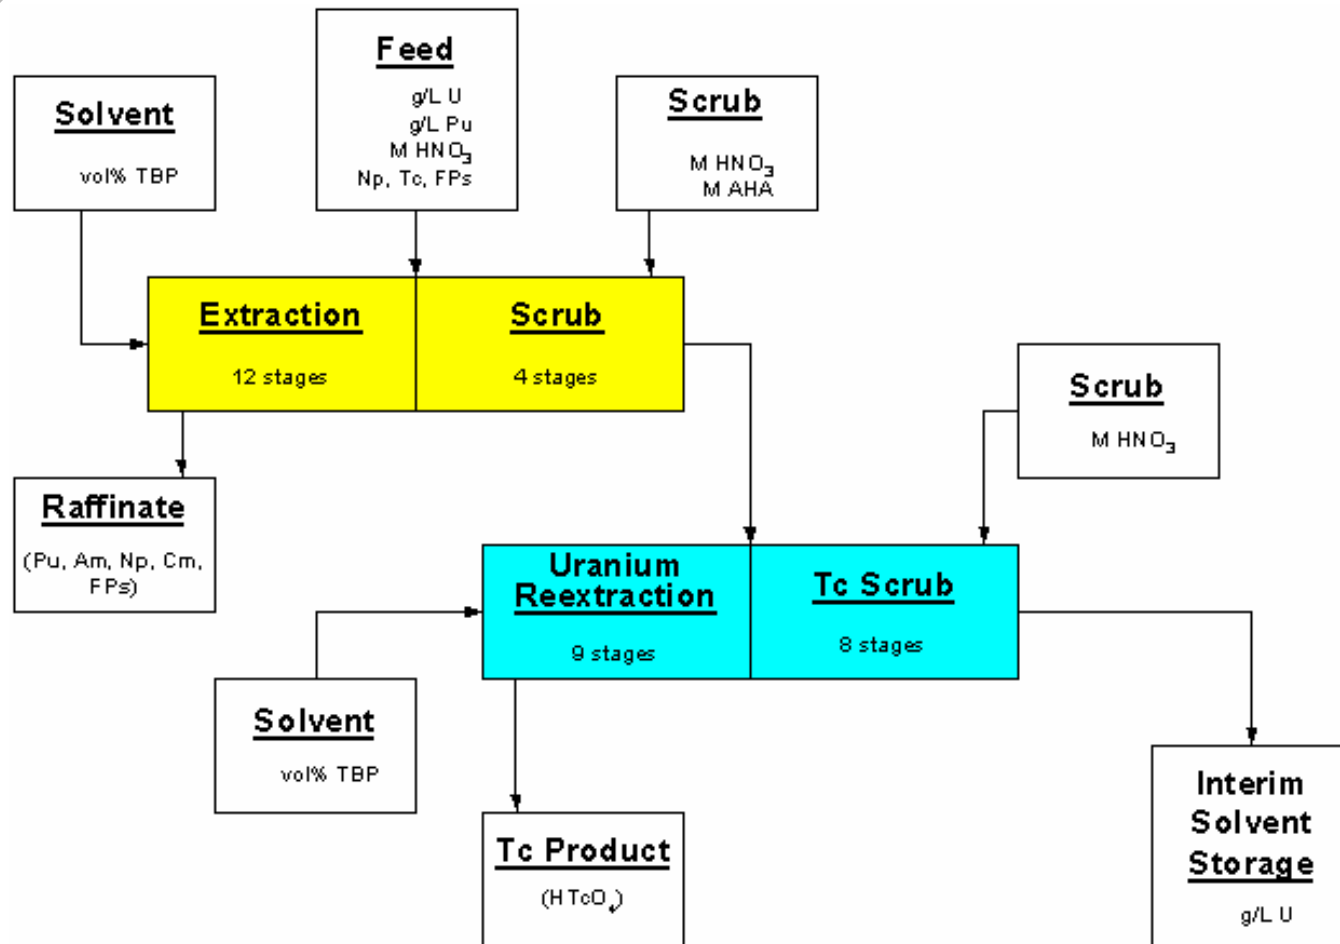 Solvent
vol% TBP
Feed
g/L U
g/L Pu
M HNO₃
Np, Tc, FPs
Scrub
M HNO₃
M AHA
Extraction
12 stages
Scrub
4 stages
Scrub
M HNO₃
Raffinate
(Pu, Am, Np, Cm,
FPs)
Uranium
Reextraction
9 stages
Tc Scrub
8 stages
Solvent
vol% TBP
Tc Product
(HTcO₄)
Interim
Solvent
Storage
g/L U